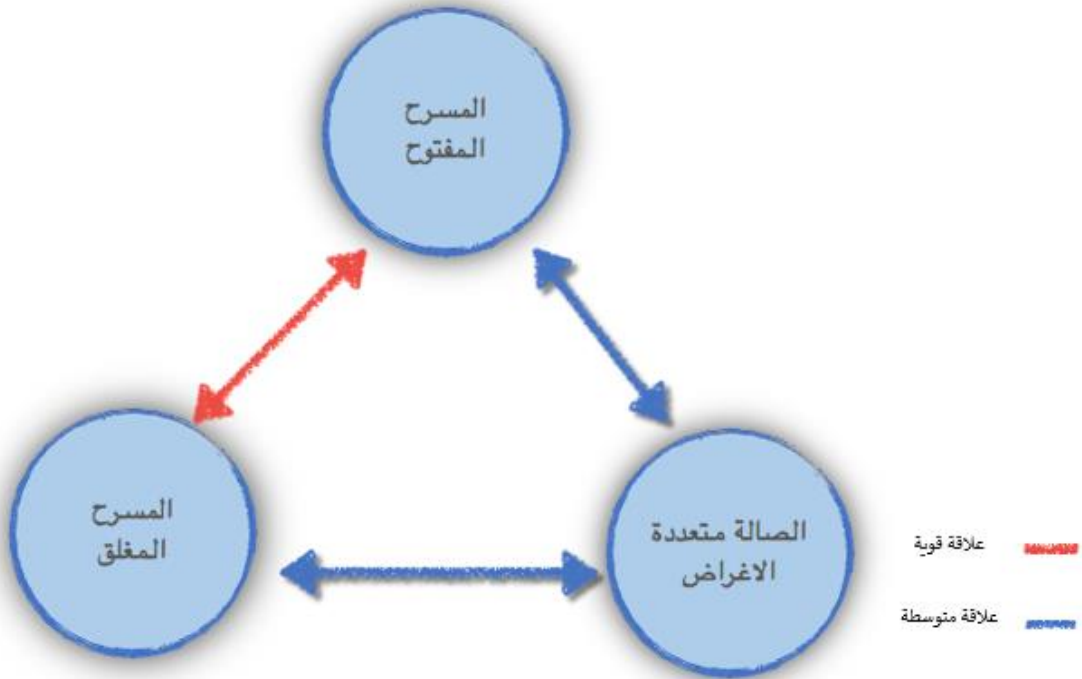 المسرح
المفتوح
المسرح
المغلق
الصالة متعددة
الاغراض
علاقة قوية
علاقة متوسطة